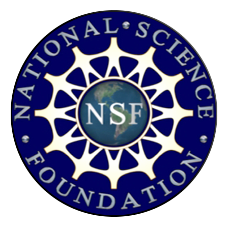 NATIONAL · SCIENCE
NSF
· FOUNDATION ·